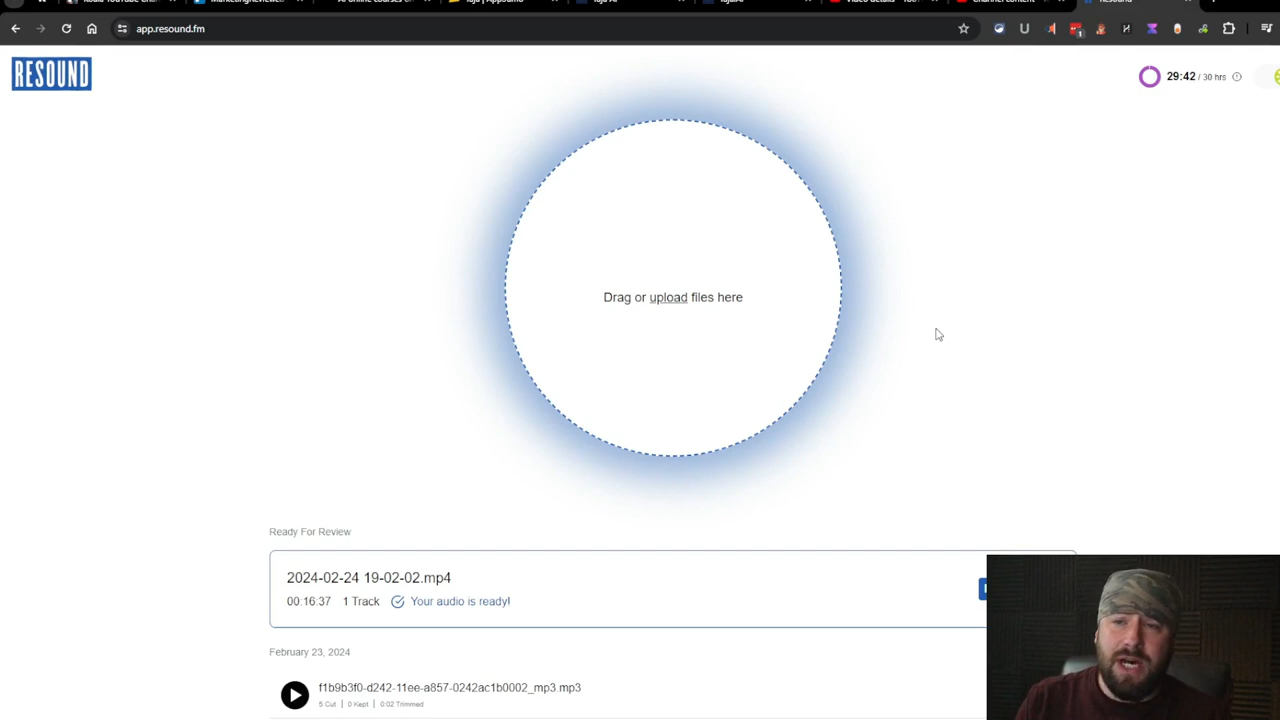 app.resound.fm
RESOUND
29:42 / 30 hrs
Drag or upload files here
Ready For Review
2024-02-24 19-02-02.mp4
00:16:37 1 Track Your audio is ready!
February 23, 2024
f1b9b3f0-d242-11ee-a857-0242ac1b0002_mp3.mp3
5 Cut | 0 Kept | 0:02 Trimmed